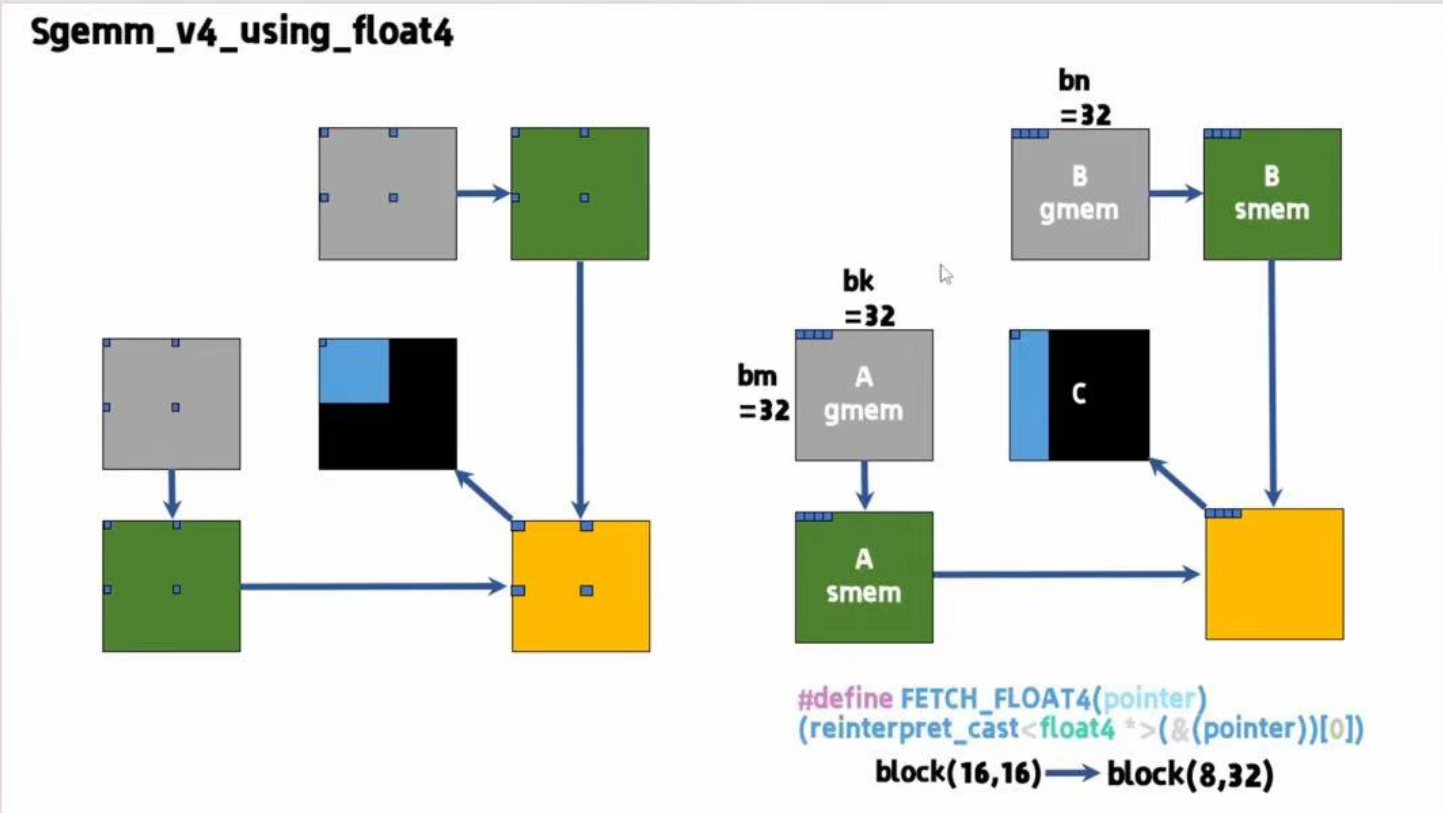 Sgemm_v4_using_float4
bn
=32
B
gmem
B
smem
bk
=32
bm
=32
A
gmem
C
A
smem
#define FETCH_FLOAT4(pointer)
(reinterpret_cast<float4 *>(&(pointer))[0])
block(16,16) → block(8,32)